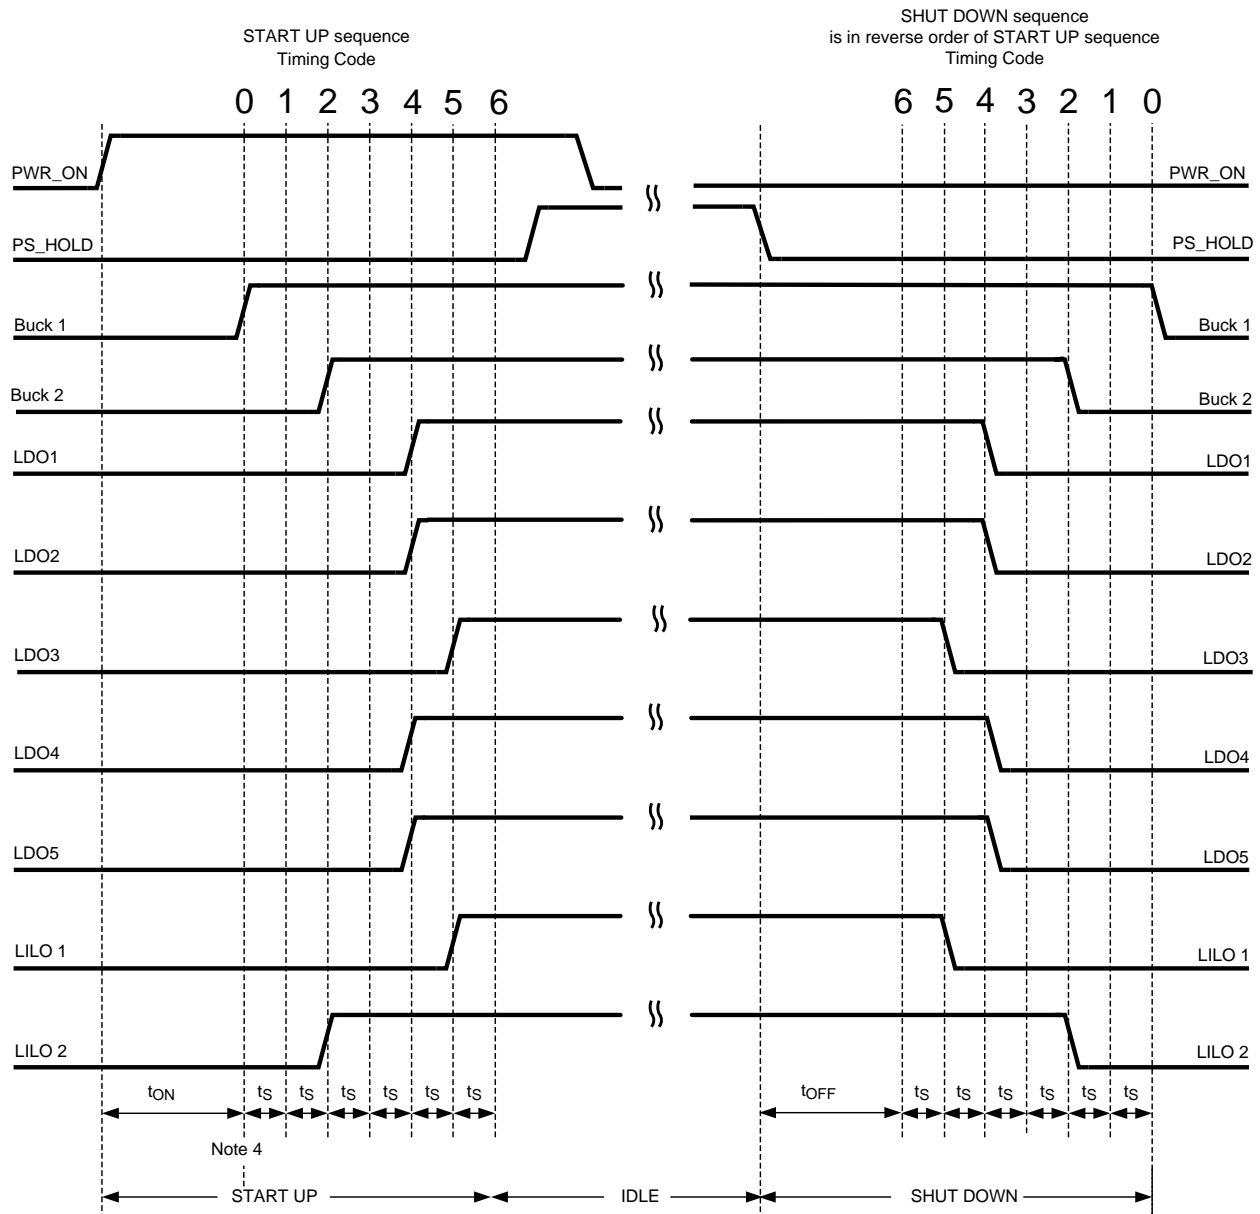 START UP sequence
Timing Code
SHUT DOWN sequence
is in reverse order of START UP sequence
Timing Code
0 1 2 3 4 5 6
6 5 4 3 2 1 0
PWR_ON
PWR_ON
PS_HOLD
PS_HOLD
Buck 1
Buck 1
Buck 2
Buck 2
LDO1
LDO1
LDO2
LDO2
LDO3
LDO3
LDO4
LDO4
LDO5
LDO5
LILO 1
LILO 1
LILO 2
LILO 2
tON tS tS tS tS tS tS
tOFF tS tS tS tS tS tS
Note 4
START UP
IDLE
SHUT DOWN